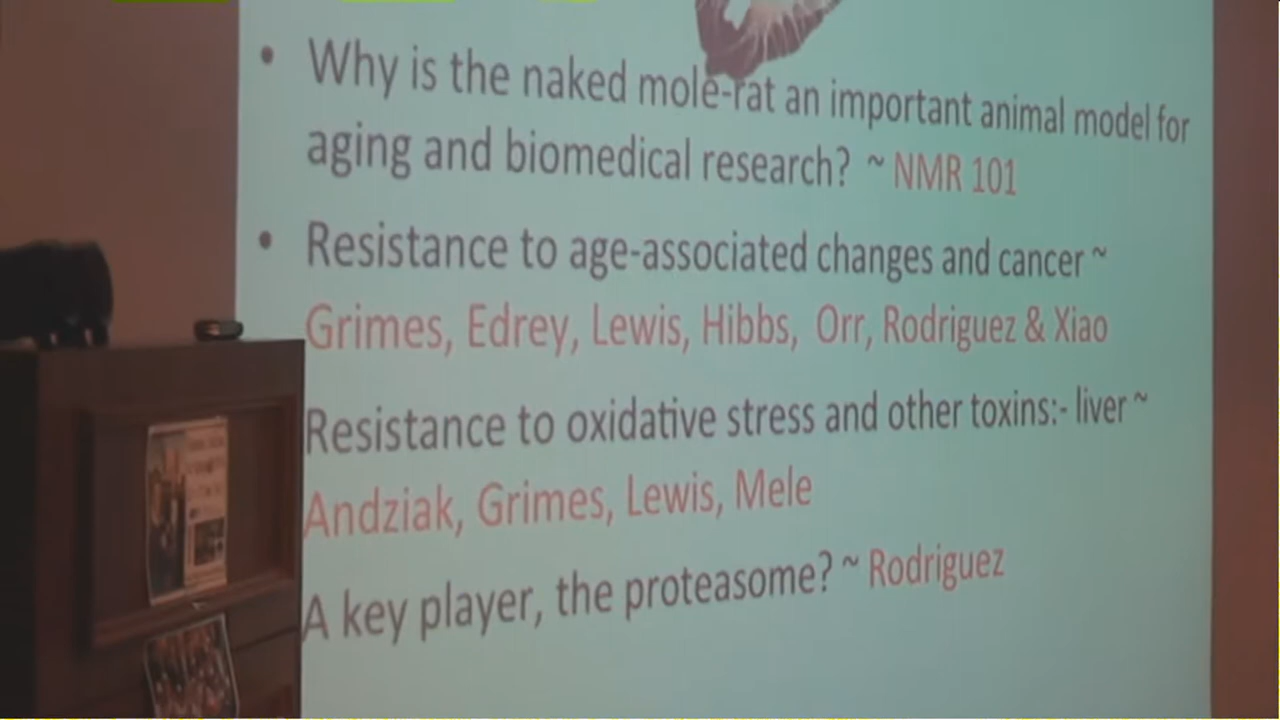 • Why is the naked mole-rat an important animal model for
aging and biomedical research? ~ NMR 101
• Resistance to age-associated changes and cancer ~
Grimes, Edrey, Lewis, Hibbs, Orr, Rodriguez & Xiao
Resistance to oxidative stress and other toxins:- liver ~
Andziak, Grimes, Lewis, Mele
A key player, the proteasome? ~ Rodriguez